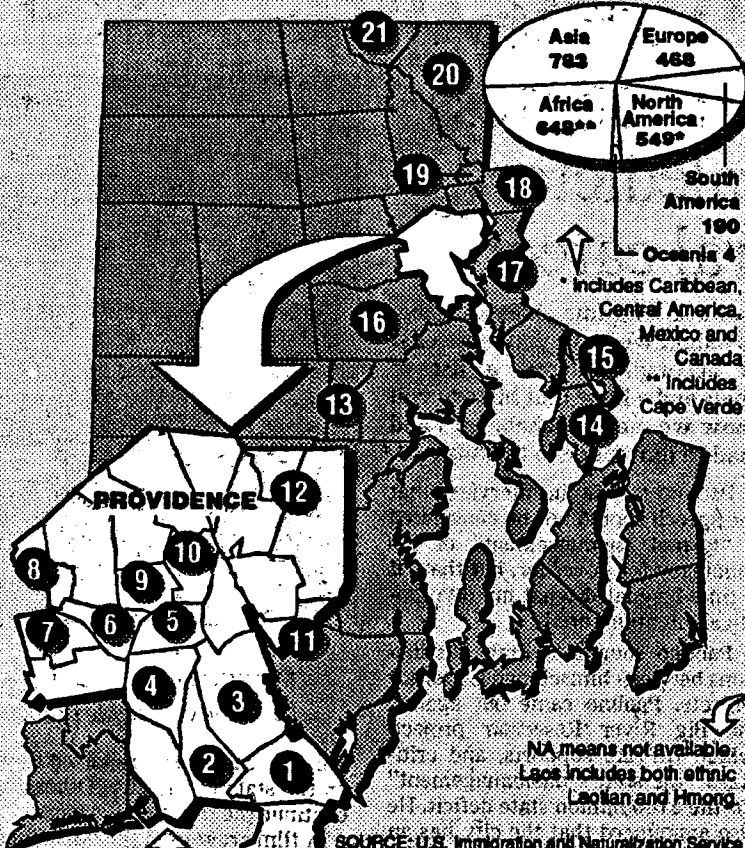 21
20
19
18
17
16
15
14
13
Asia
783
Europe
468
Africa
648**
North
America
549*
South
America
190
Oceania 4
* Includes Caribbean,
Central America,
Mexico and
Canada
** Includes
Cape Verde
PROVIDENCE
12
10
8
9
7
6
5
11
4
3
2
1
NA means not available.
Laos includes both ethnic
Laotian and Hmong.
SOURCE: U.S. Immigration and Naturalization Service